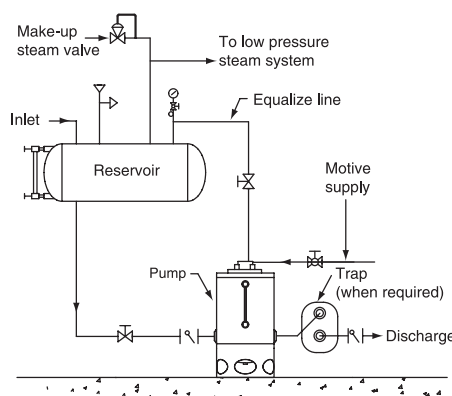 Make-up
steam valve
To low pressure
steam system
Equalize line
Inlet
Reservoir
Motive
supply
Pump
Trap
(when required)
Discharge